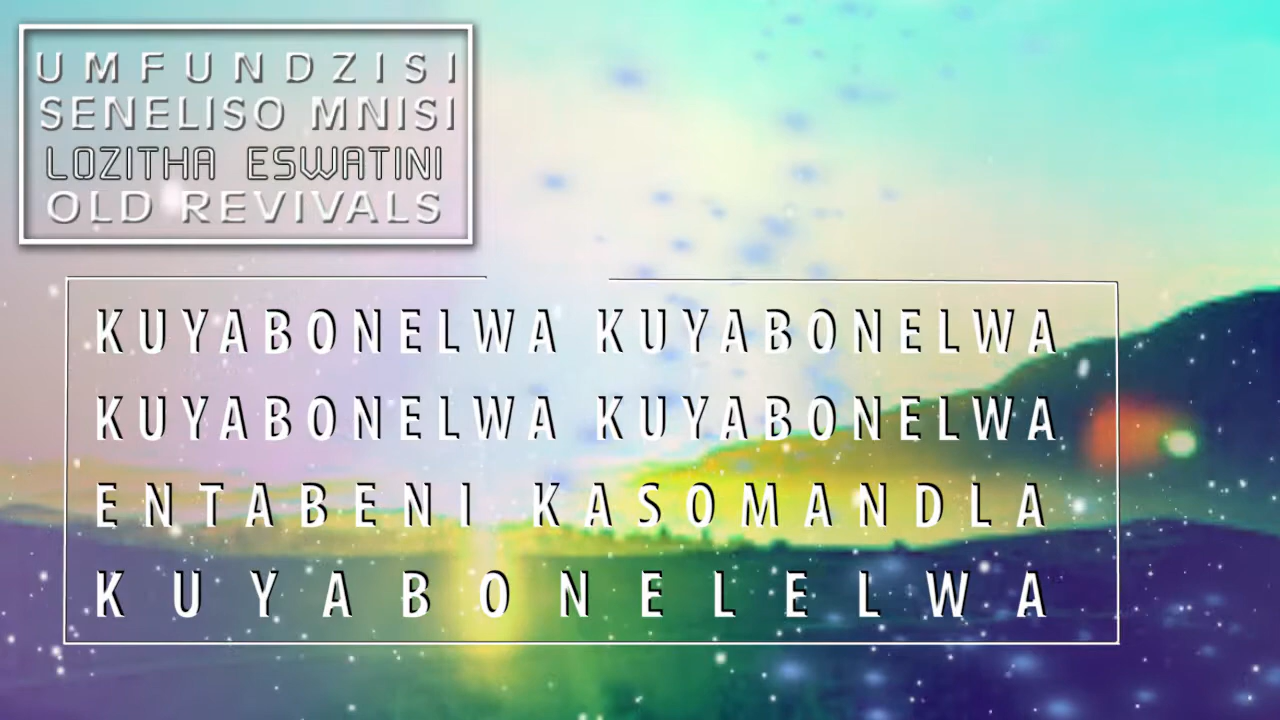 UMFUNDZISI
SENELISO MNISI
LOZITHA ESWATINI
OLD REVIVALS
KUYABONELWA KUYABONELWA
KUYABONELWA KUYABONELWA
ENTABENI KASOMANDLA
KUYABONELELWA